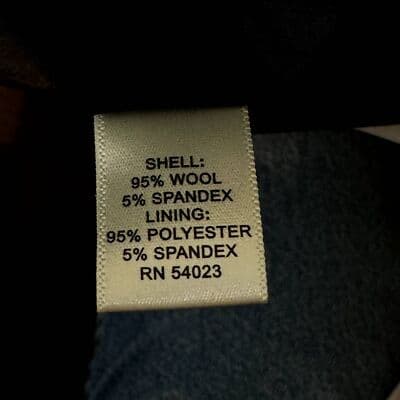 SHELL:
95% WOOL
5% SPANDEX
LINING:
95% POLYESTER
5% SPANDEX
RN 54023